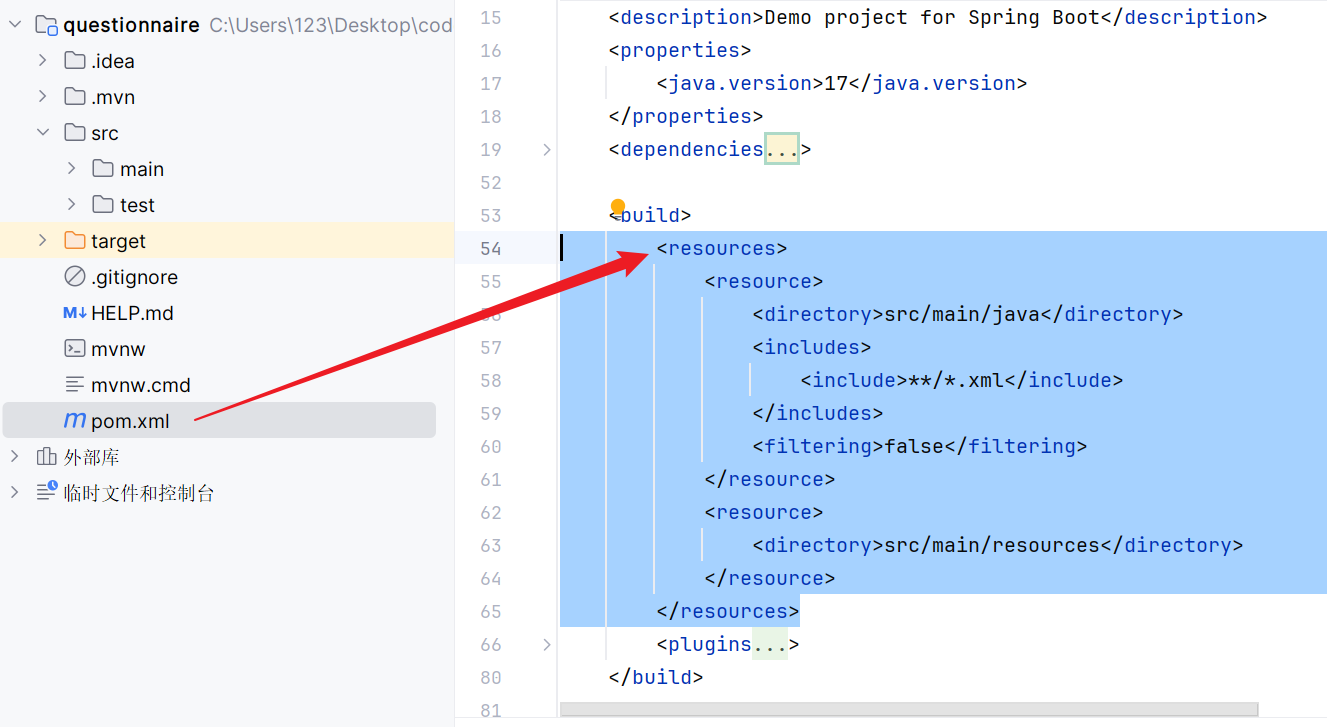 questionnaire C:\Users\123\Desktop\cod
.idea
.mvn
src
main
test
target
.gitignore
HELP.md
mvnw
mvnw.cmd
pom.xml
外部库
临时文件和控制台
15 <description>Demo project for Spring Boot</description>
16 <properties>
17 <java.version>17</java.version>
18 </properties>
19 <dependencies...>
52
53 <build>
54 <resources>
55 <resource>
56 <directory>src/main/java</directory>
57 <includes>
58 <include>**/*.xml</include>
59 </includes>
60 <filtering>false</filtering>
61 </resource>
62 <resource>
63 <directory>src/main/resources</directory>
64 </resource>
65 </resources>
66 <plugins...>
80 </build>
81